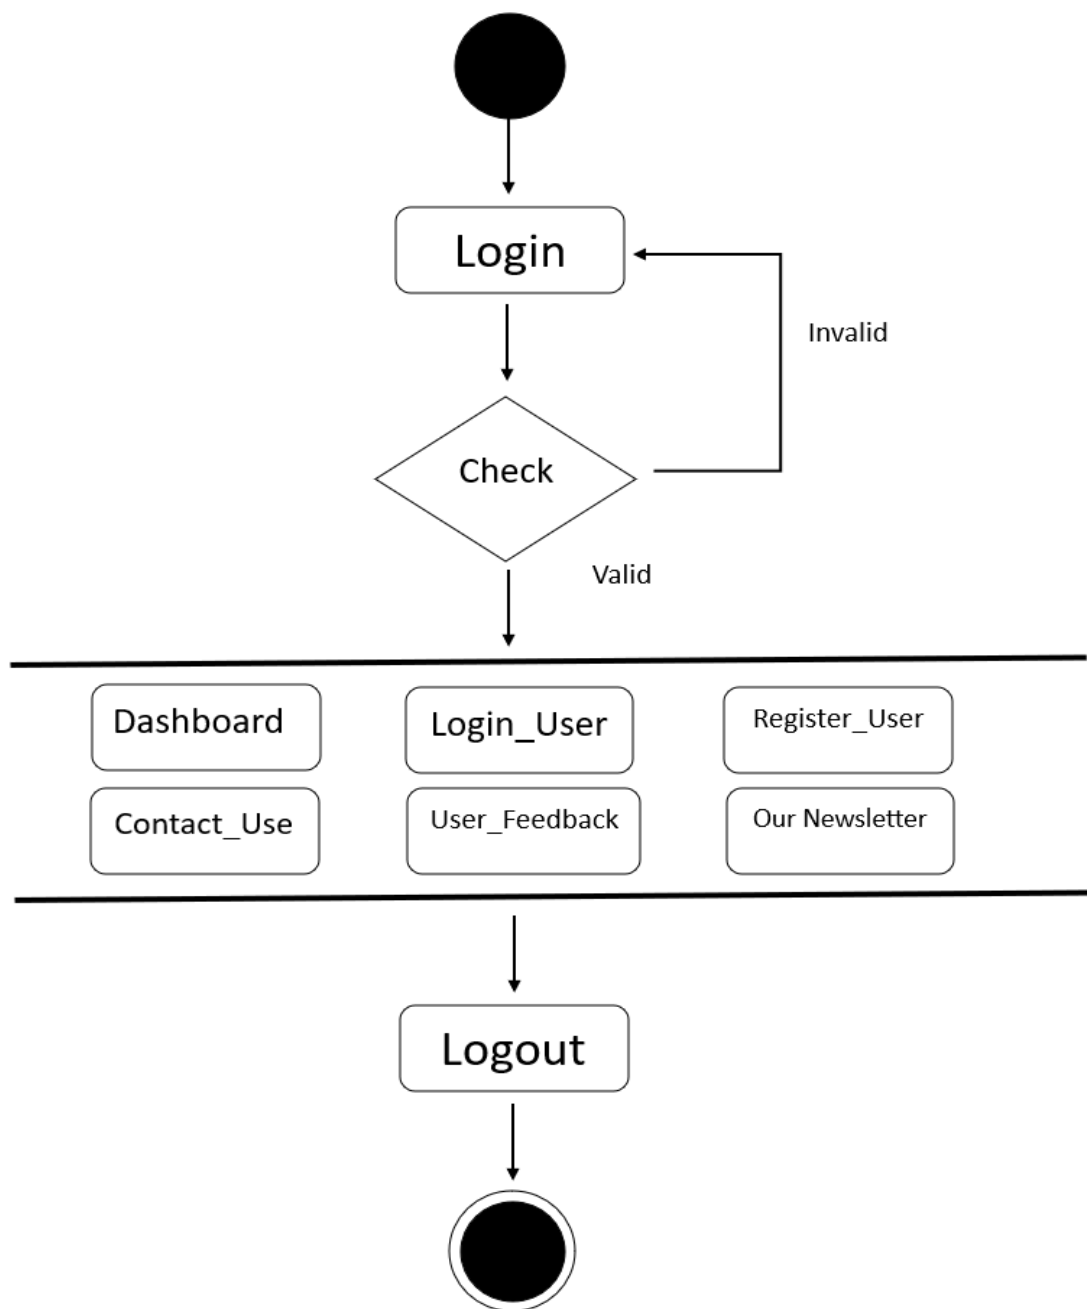 Login
Invalid
Check
Valid
Dashboard
Login_User
Register_User
Contact_Use
User_Feedback
Our Newsletter
Logout